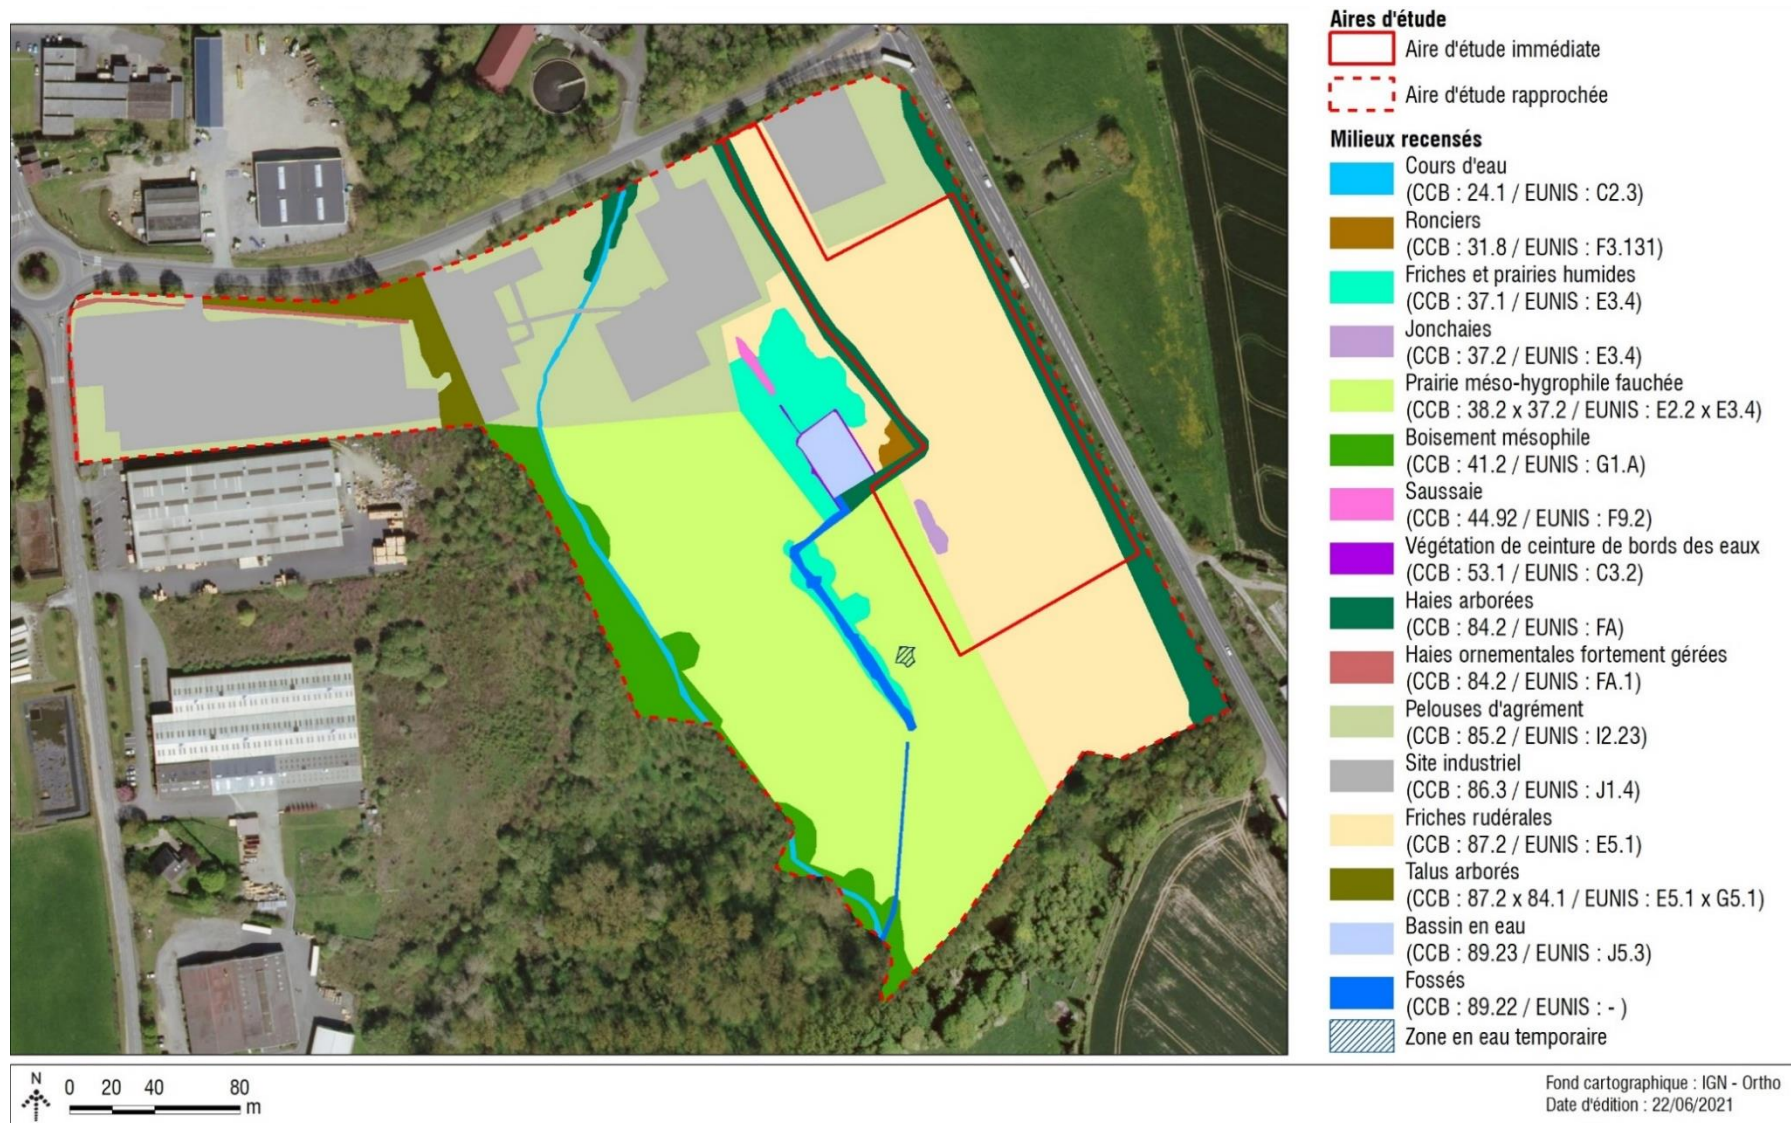 Aires d'étude
Aire d'étude immédiate
Aire d'étude rapprochée
Milieux recensés
Cours d'eau
(CCB : 24.1 / EUNIS : C2.3)
Ronciers
(CCB : 31.8 / EUNIS : F3.131)
Friches et prairies humides
(CCB : 37.1 / EUNIS : E3.4)
Jonchaies
(CCB : 37.2 / EUNIS : E3.4)
Prairie méso-hygrophile fauchée
(CCB : 38.2 x 37.2 / EUNIS : E2.2 x E3.4)
Boisement mésophile
(CCB : 41.2 / EUNIS : G1.A)
Saussaie
(CCB : 44.92 / EUNIS : F9.2)
Végétation de ceinture de bords des eaux
(CCB : 53.1 / EUNIS : C3.2)
Haies arborées
(CCB : 84.2 / EUNIS : FA)
Haies ornementales fortement gérées
(CCB : 84.2 / EUNIS : FA.1)
Pelouses d'agrément
(CCB : 85.2 / EUNIS : I2.23)
Site industriel
(CCB : 86.3 / EUNIS : J1.4)
Friches rudérales
(CCB : 87.2 / EUNIS : E5.1)
Talus arborés
(CCB : 87.2 x 84.1 / EUNIS : E5.1 x G5.1)
Bassin en eau
(CCB : 89.23 / EUNIS : J5.3)
Fossés
(CCB : 89.22 / EUNIS : - )
Zone en eau temporaire
N
0 20 40 80
m
Fond cartographique : IGN - Ortho
Date d'édition : 22/06/2021